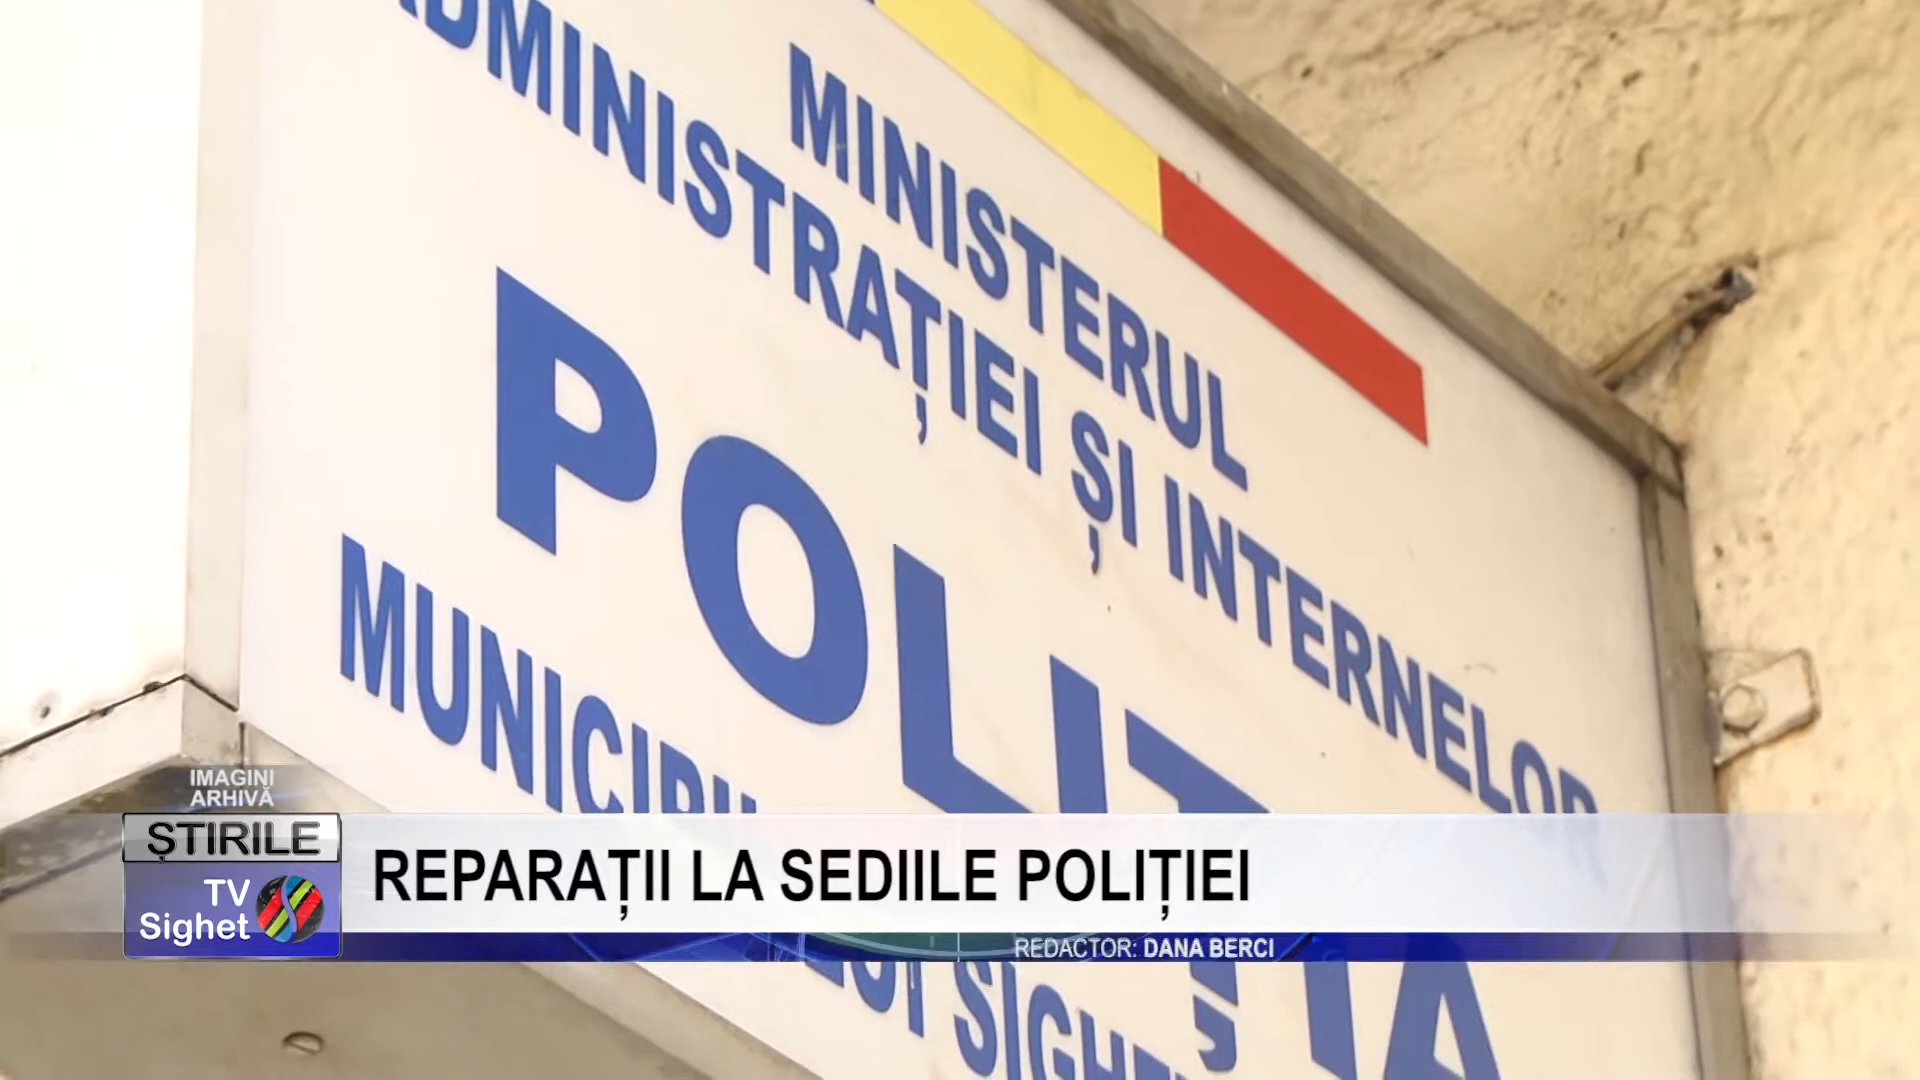 MINISTERUL
ADMINISTRAȚIEI ȘI INTERNELOR
POLIȚIA
IMAGINI
ARHIVĂ
ȘTIRILE
TV
Sighet
REPARAȚII LA SEDIILE POLIȚIEI
REDACTOR: DANA BERCI